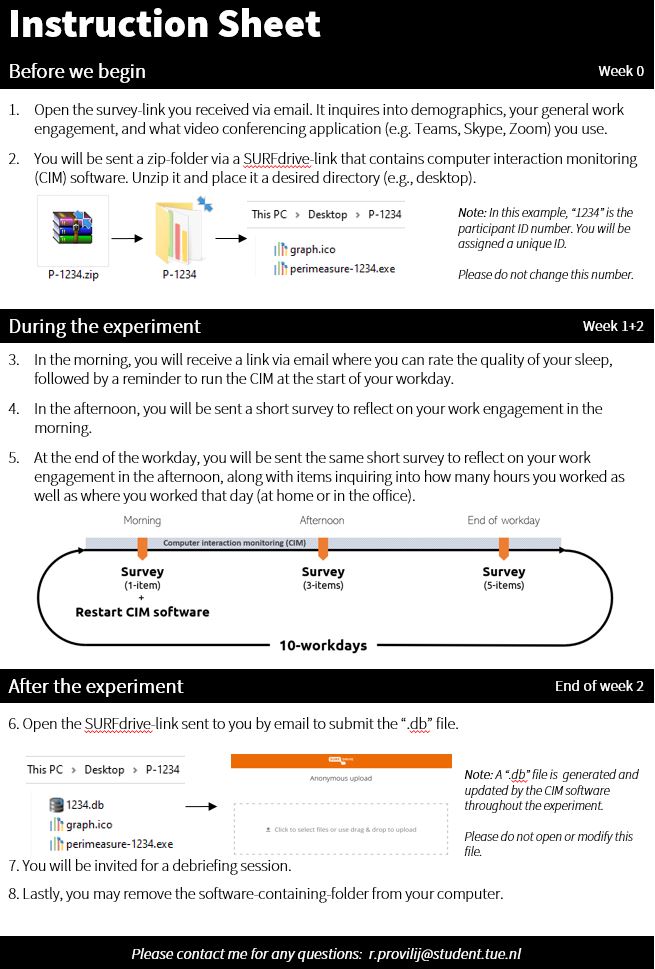 Instruction Sheet
Before we begin
Week 0
1. Open the survey-link you received via email. It inquires into demographics, your general work
engagement, and what video conferencing application (e.g. Teams, Skype, Zoom) you use.
2. You will be sent a zip-folder via a SURFdrive-link that contains computer interaction monitoring
(CIM) software. Unzip it and place it a desired directory (e.g., desktop).
P-1234.zip
P-1234
This PC > Desktop > P-1234
graph.ico
perimeasure-1234.exe
Note: In this example, “1234” is the
participant ID number. You will be
assigned a unique ID.
Please do not change this number.
During the experiment
Week 1+2
3. In the morning, you will receive a link via email where you can rate the quality of your sleep,
followed by a reminder to run the CIM at the start of your workday.
4. In the afternoon, you will be sent a short survey to reflect on your work engagement in the
morning.
5. At the end of the workday, you will be sent the same short survey to reflect on your work
engagement in the afternoon, along with items inquiring into how many hours you worked as
well as where you worked that day (at home or in the office).
Morning
Afternoon
End of workday
Computer interaction monitoring (CIM)
Survey
(1-item)
+
Restart CIM software
Survey
(3-items)
Survey
(5-items)
10-workdays
After the experiment
End of week 2
6. Open the SURFdrive-link sent to you by email to submit the “.db” file.
This PC > Desktop > P-1234
1234.db
graph.ico
perimeasure-1234.exe
Anonymous upload
Click to select files or use drag & drop to upload
Note: A “.db” file is generated and
updated by the CIM software
throughout the experiment.
Please do not open or modify this
file.
7. You will be invited for a debriefing session.
8. Lastly, you may remove the software-containing-folder from your computer.
Please contact me for any questions: r.provilij@student.tue.nl